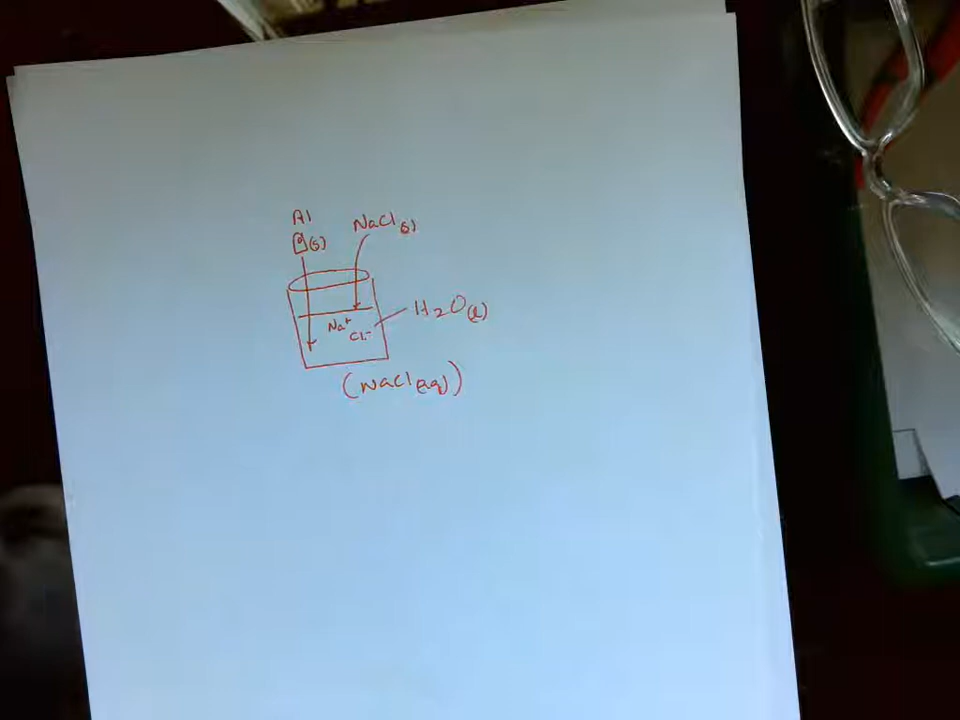 Al
(s)
NaCl(s)
H2O(l)
Na+
Cl-
(NaCl(aq))